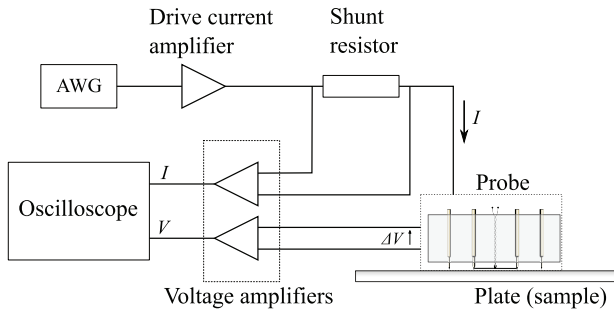 Drive current
amplifier
Shunt
resistor
AWG
I
I
Oscilloscope
V
Probe
ΔV
Voltage amplifiers
Plate (sample)